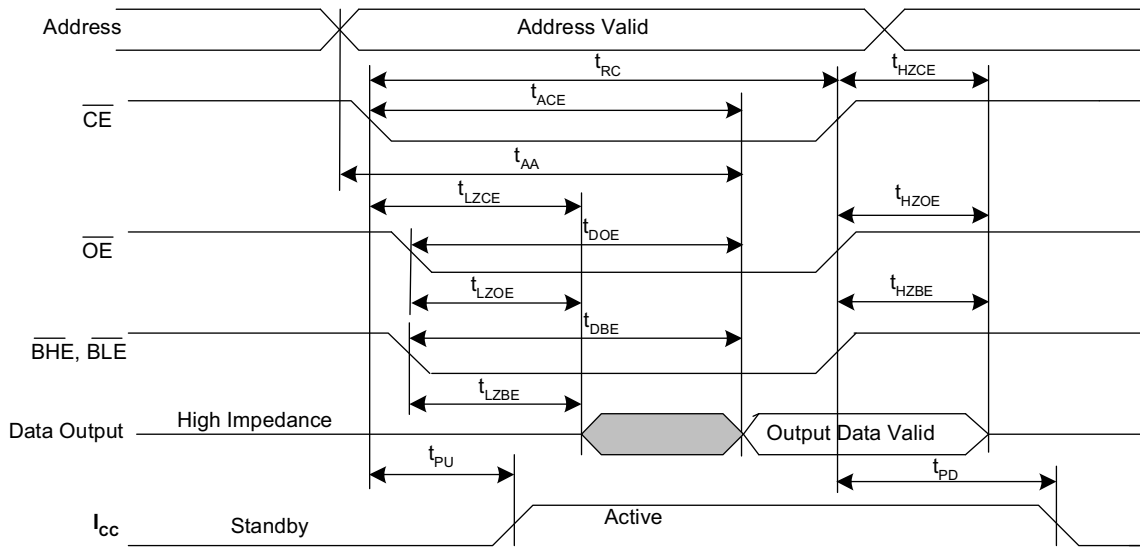 Address
Address Valid
tRC
tHZCE
tACE
CE
tAA
tLZCE
tHZOE
OE
tDOE
tLZOE
tHZBE
tDBE
BHE, BLE
tLZBE
Data Output
High Impedance
Output Data Valid
tPU
tPD
ICC
Standby
Active